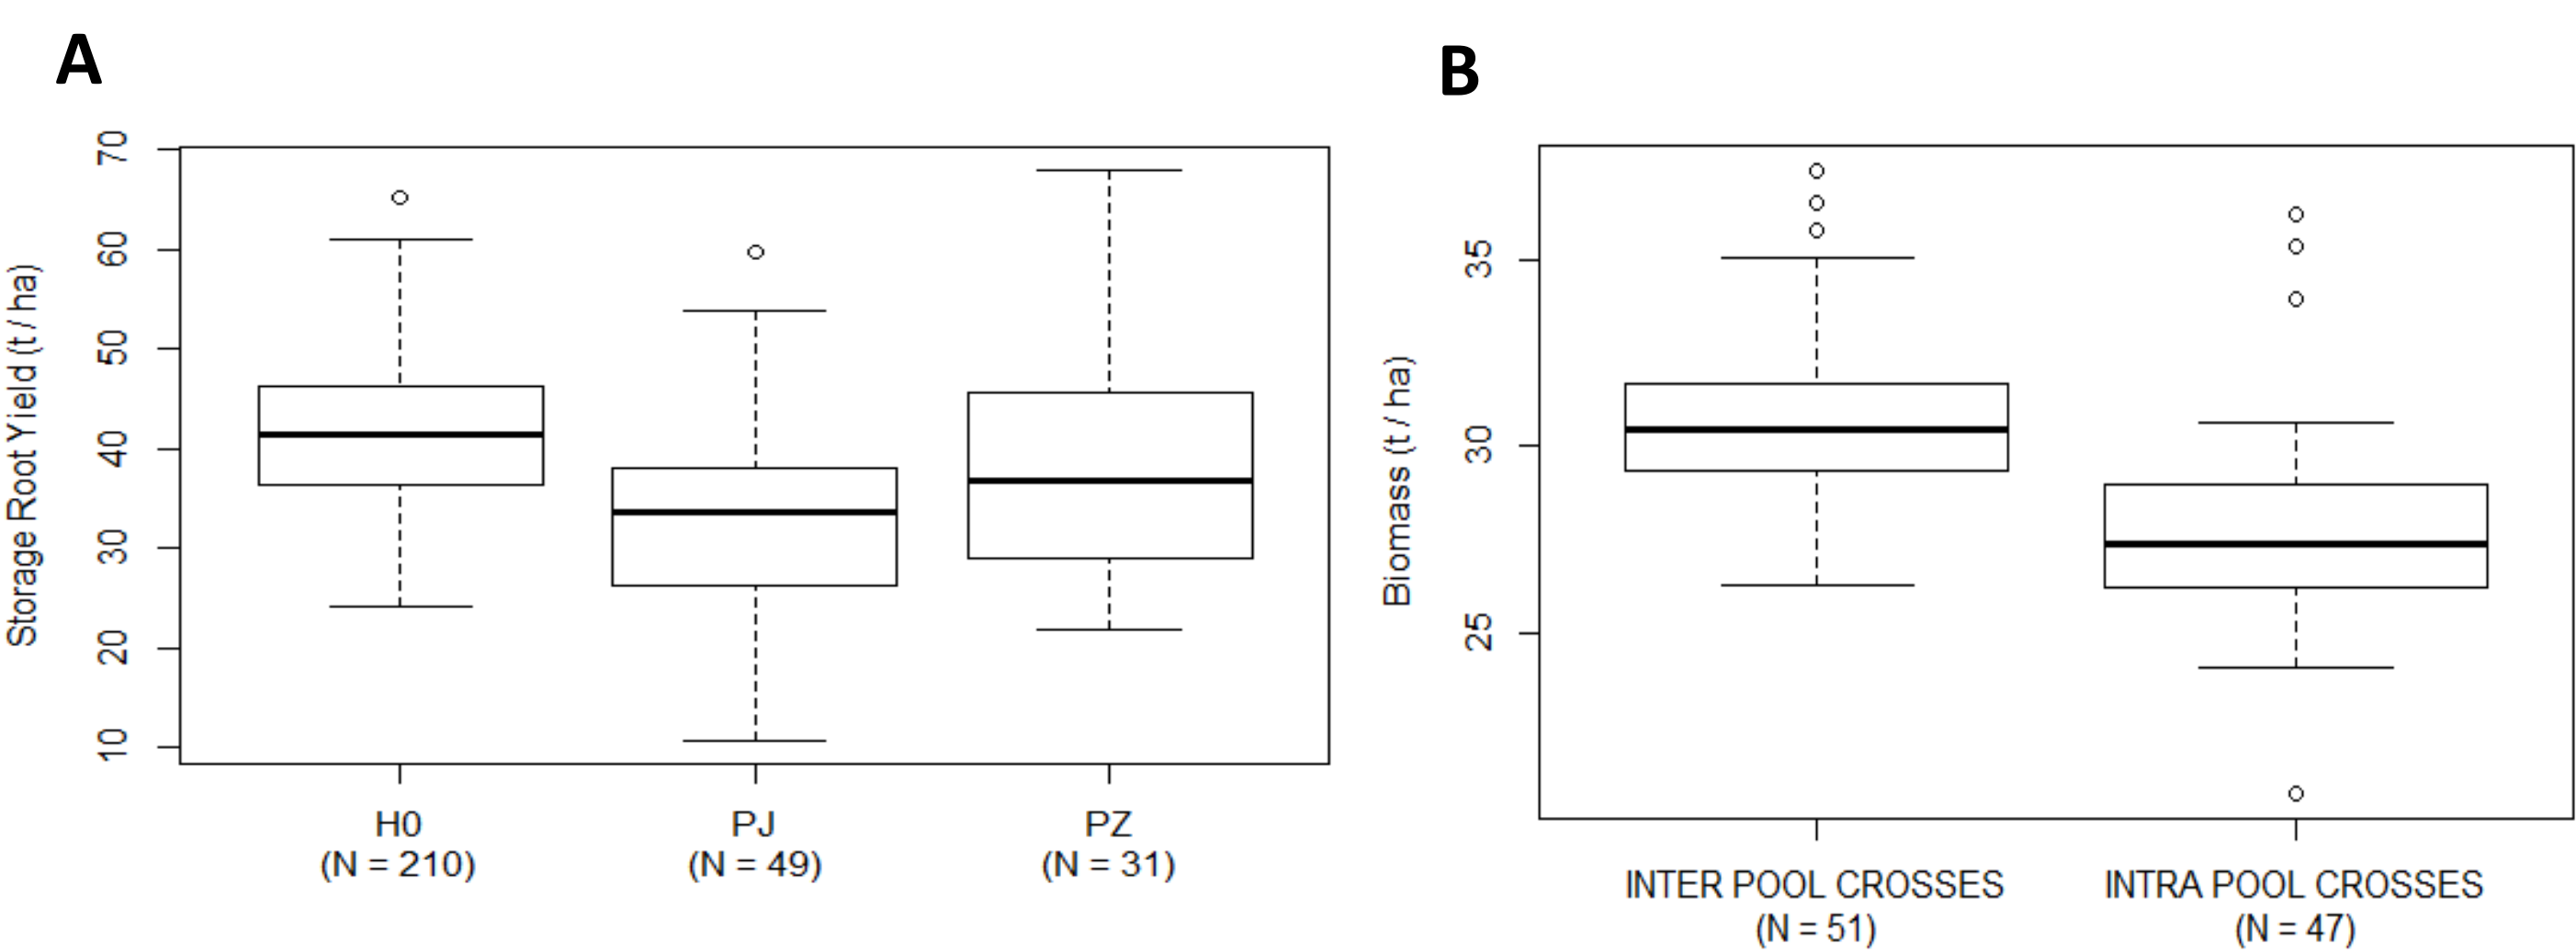 A
Storage Root Yield (t / ha)
70
60
50
40
30
20
10
H0
(N = 210)
PJ
(N = 49)
PZ
(N = 31)
B
Biomass (t / ha)
35
30
25
INTER POOL CROSSES
(N = 51)
INTRA POOL CROSSES
(N = 47)